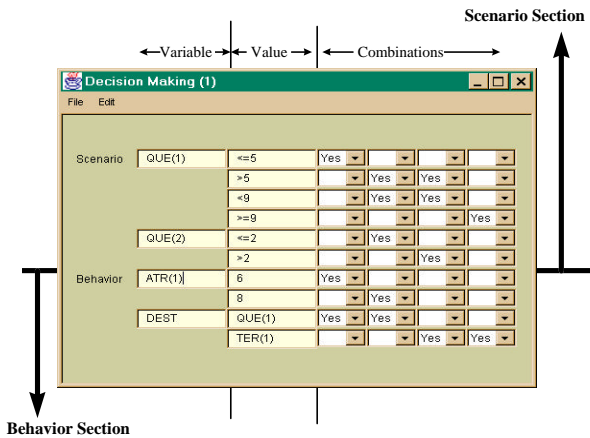 Scenario Section
Variable Value Combinations
Decision Making (1)
File Edit
Scenario QUE(1) <=5 Yes
>5 Yes Yes
<9 Yes Yes
>=9 Yes
QUE(2) <=2 Yes
>2 Yes
Behavior ATR(1) 6 Yes
8 Yes
DEST QUE(1) Yes Yes
TER(1) Yes Yes
Behavior Section